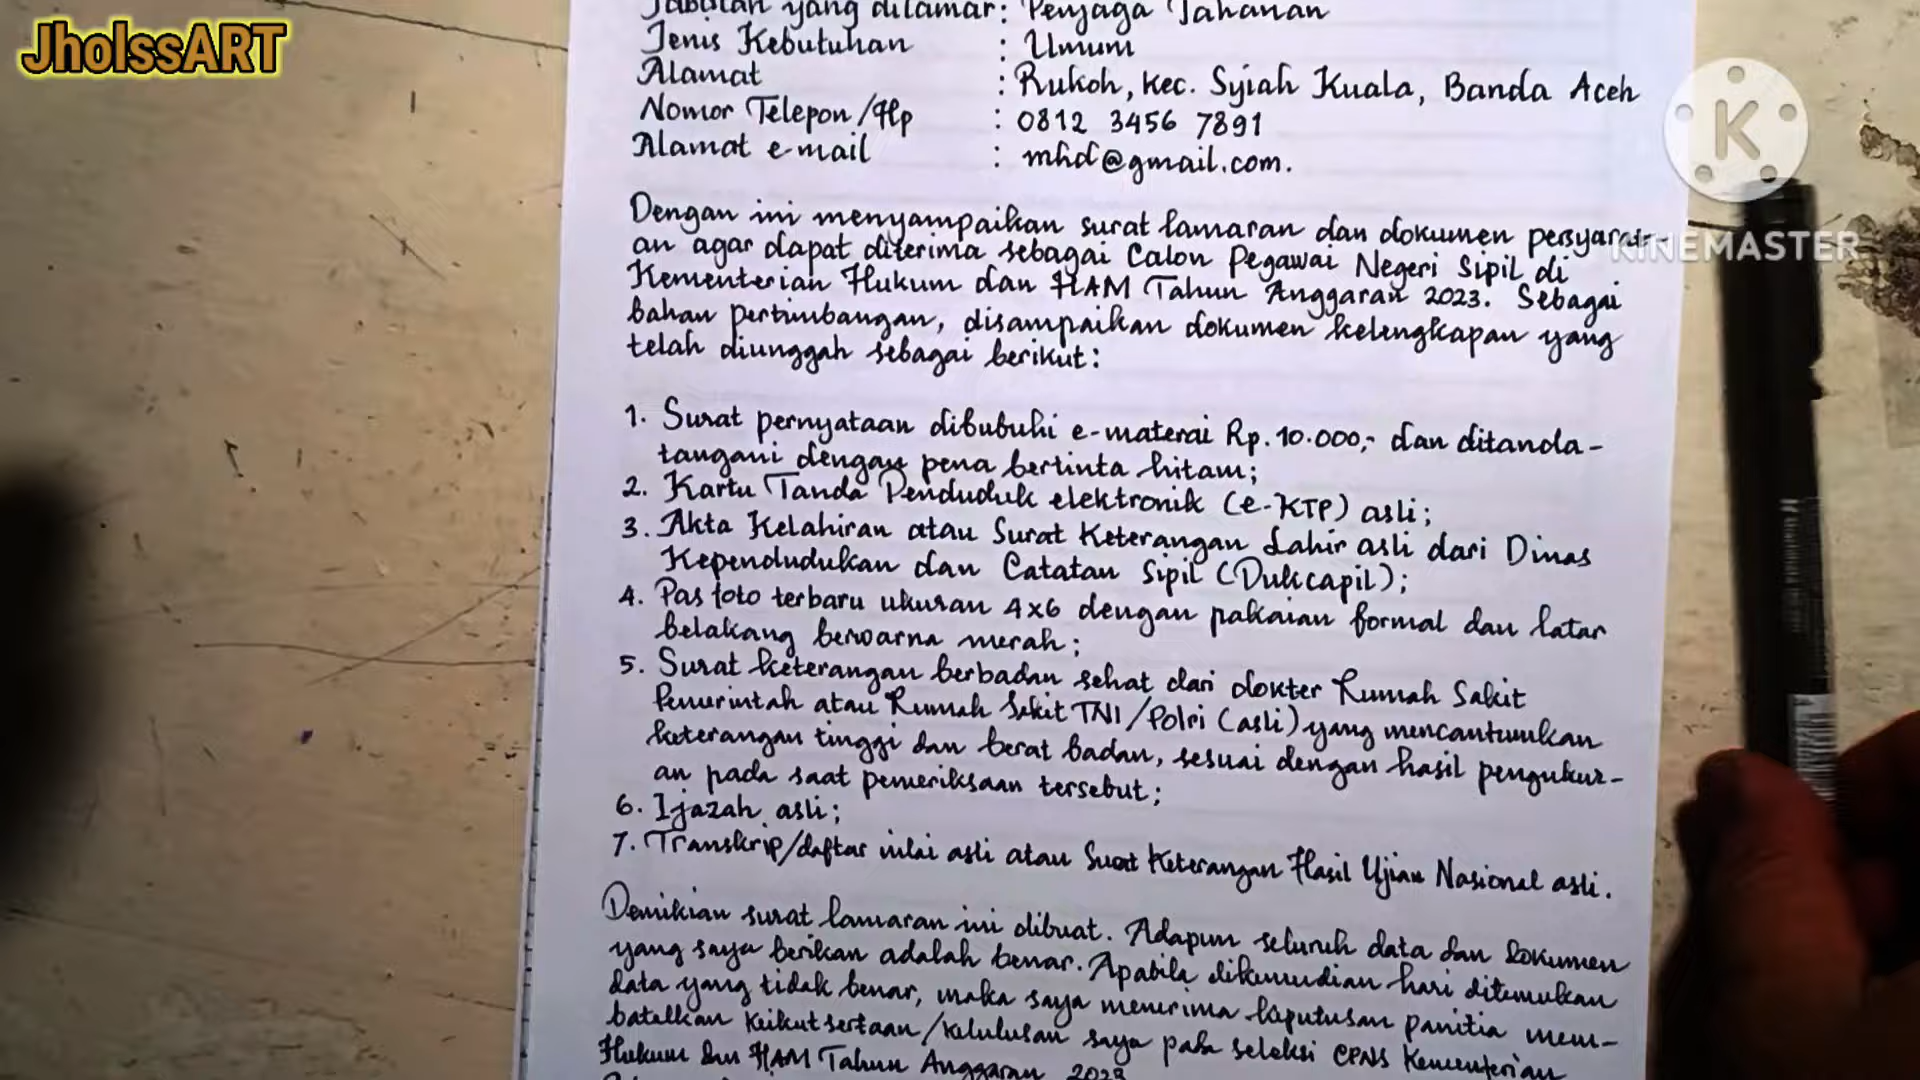 JholssART
Jabatan yang dilamar: Penjaga Tahanan
Jenis Kebutuhan : Umum
Alamat : Rukoh, Kec. Syiah Kuala, Banda Aceh
Nomor Telepon/Hp : 0812 3456 7891
Alamat e-mail : mhd@gmail.com.
K
KINEMASTER
Dengan ini menyampaikan surat lamaran dan dokumen persyarat-
an agar dapat diterima sebagai Calon Pegawai Negeri Sipil di
Kementerian Hukum dan HAM Tahun Anggaran 2023. Sebagai
bahan pertimbangan, disampaikan dokumen kelengkapan yang
telah diunggah sebagai berikut:
1. Surat pernyataan dibubuhi e-materai Rp.10.000,- dan ditanda-
tangani dengan pena bertinta hitam;
2. Kartu Tanda Penduduk elektronik (e-KTP) asli;
3. Akta Kelahiran atau Surat Keterangan Lahir asli dari Dinas
Kependudukan dan Catatan Sipil (Dukcapil);
4. Pas foto terbaru ukuran 4x6 dengan pakaian formal dan latar
belakang berwarna merah;
5. Surat keterangan berbadan sehat dari dokter Rumah Sakit
Pemerintah atau Rumah Sakit TNI/Polri (asli) yang mencantumkan
keterangan tinggi dan berat badan, sesuai dengan hasil pengukur-
an pada saat pemeriksaan tersebut;
6. Ijazah asli;
7. Transkrip/daftar nilai asli atau Surat Keterangan Hasil Ujian Nasional asli.
Demikian surat lamaran ini dibuat. Adapun seluruh data dan dokumen
yang saya berikan adalah benar. Apabila dikemudian hari ditemukan
data yang tidak benar, maka saya menerima keputusan panitia mem-
batalkan keikutsertaan/kelulusan saya pada seleksi CPNS Kementerian
Hukum dan HAM Tahun Anggaran 2023